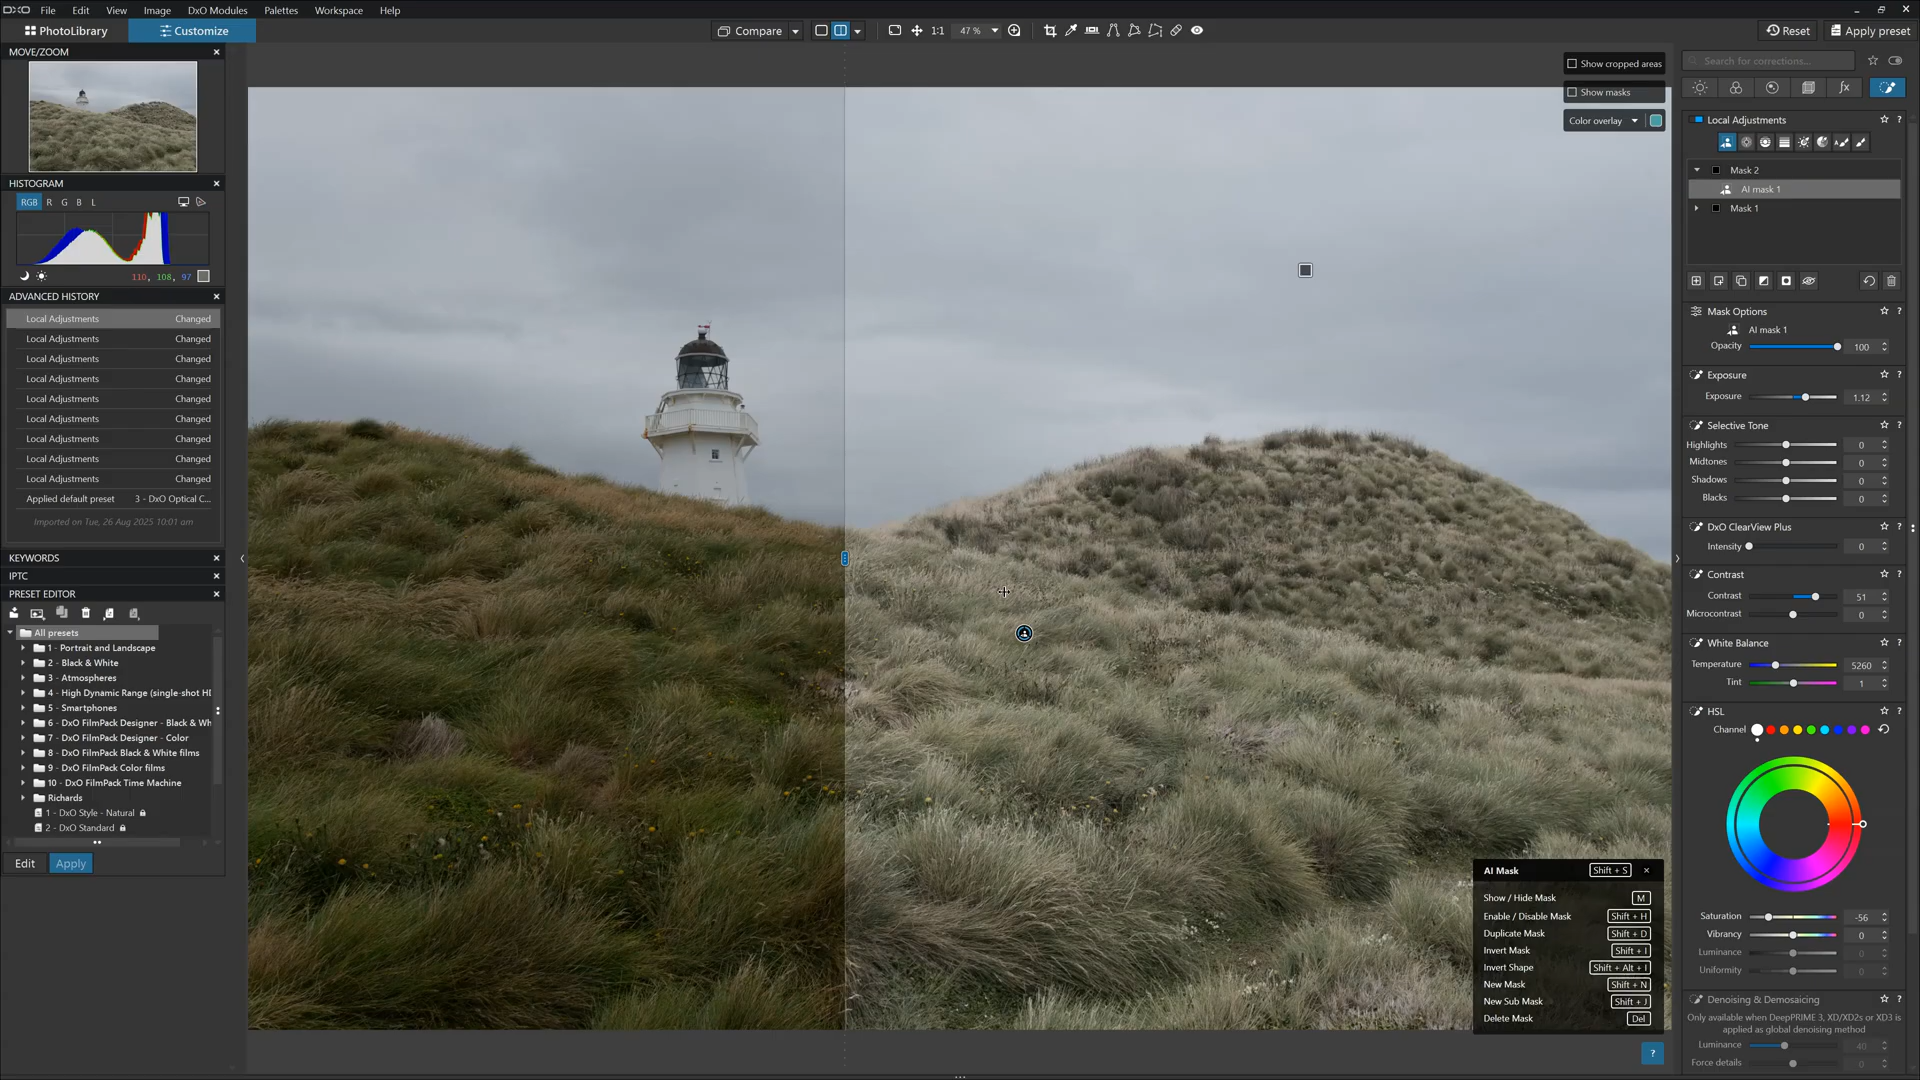 DXO File Edit View Image DxO Modules Palettes Workspace Help
PhotoLibrary Customize Compare 1:1 47 % Reset Apply preset
MOVE/ZOOM
HISTOGRAM
RGB R G B L
110, 108, 97
ADVANCED HISTORY
Local Adjustments Changed
Local Adjustments Changed
Local Adjustments Changed
Local Adjustments Changed
Local Adjustments Changed
Local Adjustments Changed
Local Adjustments Changed
Local Adjustments Changed
Local Adjustments Changed
Applied default preset 3 - DxO Optical C...
Imported on Tue, 26 Aug 2025 10:01 am
KEYWORDS
IPTC
PRESET EDITOR
All presets
1 - Portrait and Landscape
2 - Black & White
3 - Atmospheres
4 - High Dynamic Range (single-shot HI
5 - Smartphones
6 - DxO FilmPack Designer - Black & Wh
7 - DxO FilmPack Designer - Color
8 - DxO FilmPack Black & White films
9 - DxO FilmPack Color films
10 - DxO FilmPack Time Machine
Richards
1 - DxO Style - Natural
2 - DxO Standard
Edit Apply
Show cropped areas
Show masks
Color overlay
AI Mask Shift + S ×
Show / Hide Mask M
Enable / Disable Mask Shift + H
Duplicate Mask Shift + D
Invert Mask Shift + I
Invert Shape Shift + Alt + I
New Mask Shift + N
New Sub Mask Shift + J
Delete Mask Del
?
Search for corrections...
fx
Local Adjustments ?
Mask 2
AI mask 1
Mask 1
Mask Options ?
AI mask 1
Opacity 100
Exposure ?
Exposure 1.12
Selective Tone ?
Highlights 0
Midtones 0
Shadows 0
Blacks 0
DxO ClearView Plus ?
Intensity 0
Contrast ?
Contrast 51
Microcontrast 0
White Balance ?
Temperature 5260
Tint 1
HSL ?
Channel
Saturation -56
Vibrancy 0
Luminance 0
Uniformity 0
Denoising & Demosaicing ?
Only available when DeepPRIME 3, XD/XD2s or XD3 is
applied as global denoising method
Luminance 40
Force details 0